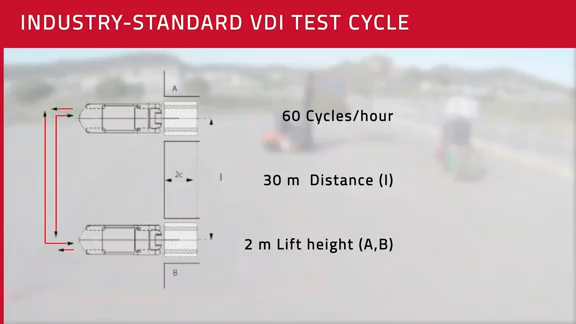 INDUSTRY-STANDARD VDI TEST CYCLE
A
60 Cycles/hour
2c
l
30 m Distance (l)
2 m Lift height (A,B)
B